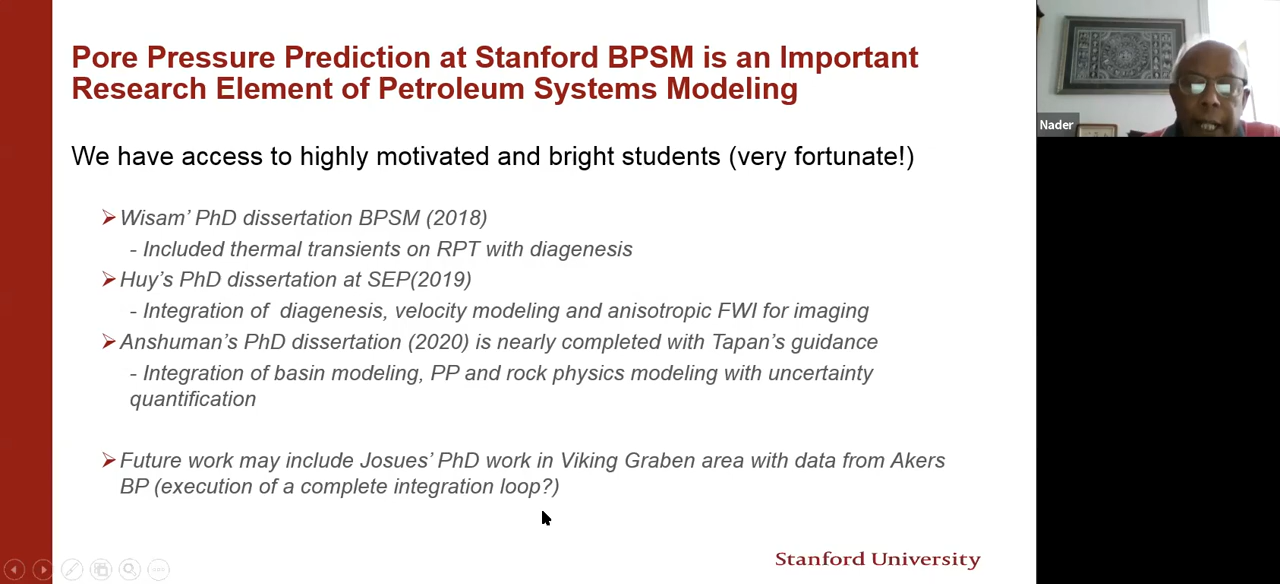 Pore Pressure Prediction at Stanford BPSM is an Important
Research Element of Petroleum Systems Modeling
We have access to highly motivated and bright students (very fortunate!)
Wisam’ PhD dissertation BPSM (2018)
- Included thermal transients on RPT with diagenesis
Huy’s PhD dissertation at SEP(2019)
- Integration of diagenesis, velocity modeling and anisotropic FWI for imaging
Anshuman’s PhD dissertation (2020) is nearly completed with Tapan’s guidance
- Integration of basin modeling, PP and rock physics modeling with uncertainty
quantification
Future work may include Josues’ PhD work in Viking Graben area with data from Akers
BP (execution of a complete integration loop?)
Stanford University
Nader